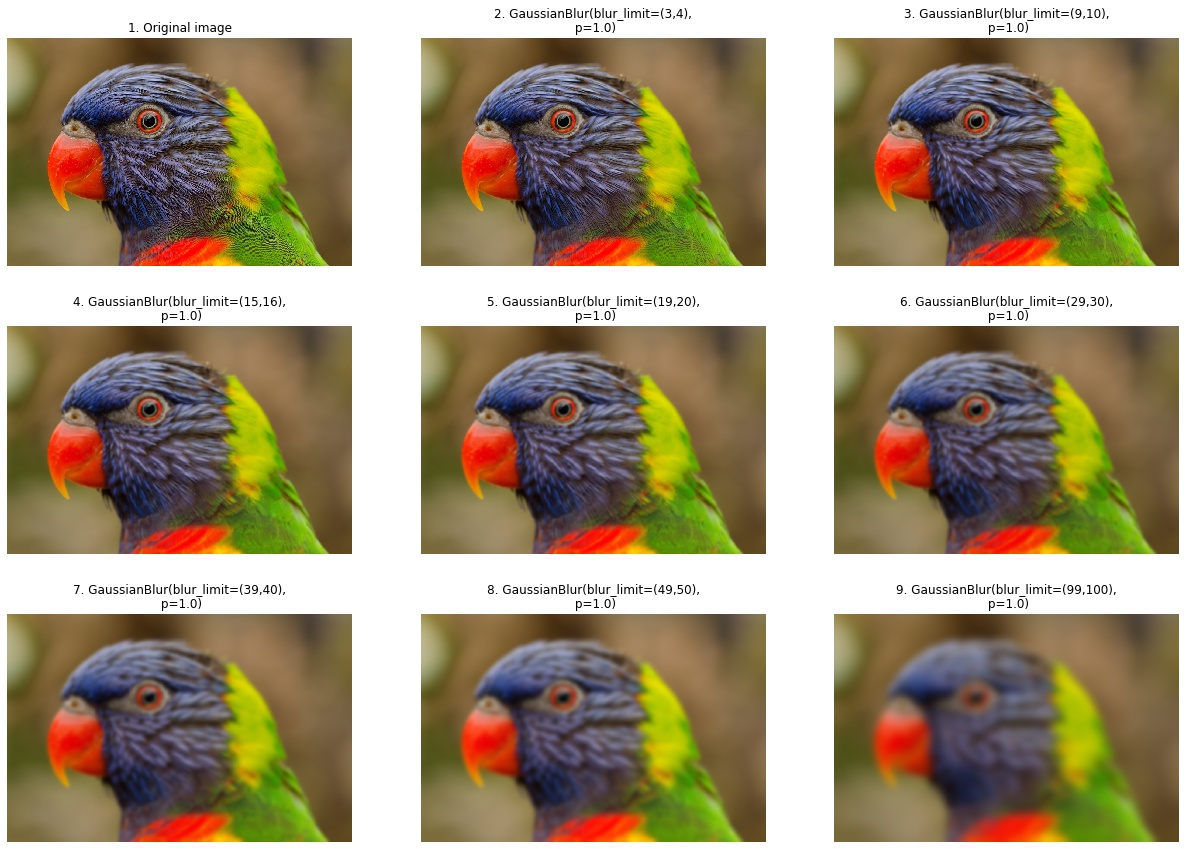 1. Original image
2. GaussianBlur(blur_limit=(3,4),
p=1.0)
3. GaussianBlur(blur_limit=(9,10),
p=1.0)
4. GaussianBlur(blur_limit=(15,16),
p=1.0)
5. GaussianBlur(blur_limit=(19,20),
p=1.0)
6. GaussianBlur(blur_limit=(29,30),
p=1.0)
7. GaussianBlur(blur_limit=(39,40),
p=1.0)
8. GaussianBlur(blur_limit=(49,50),
p=1.0)
9. GaussianBlur(blur_limit=(99,100),
p=1.0)